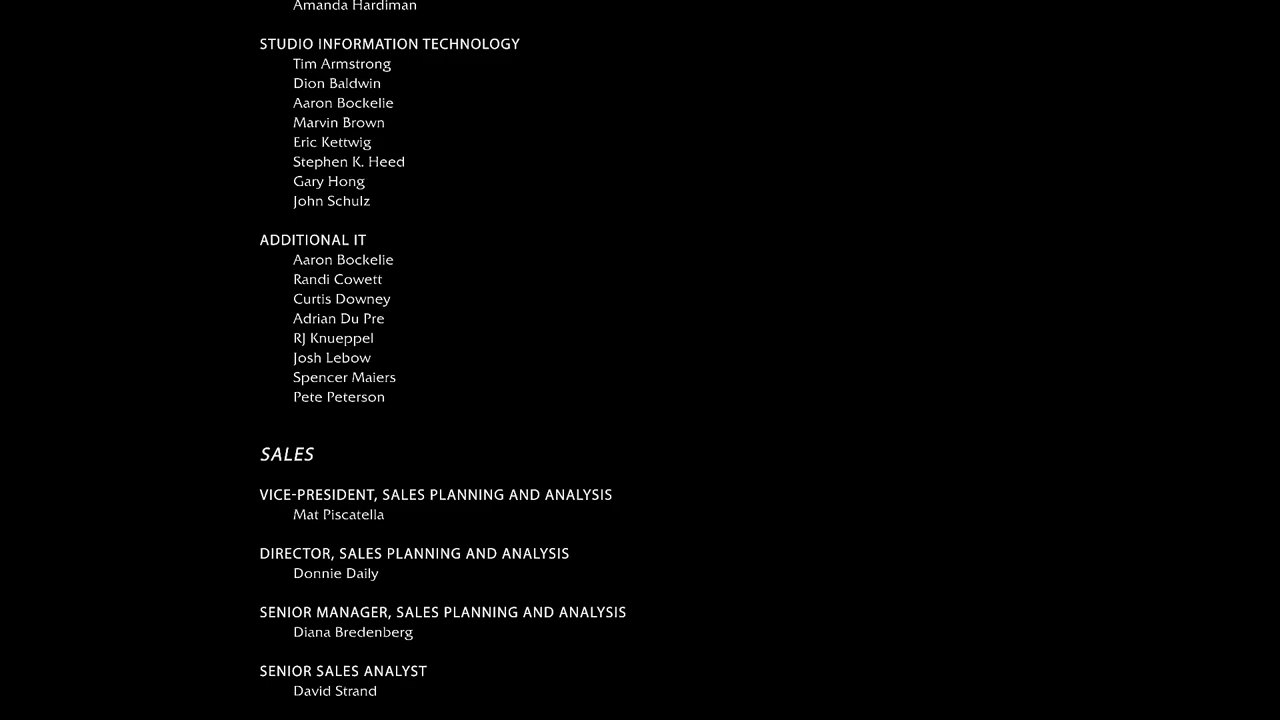 Amanda Hardiman
STUDIO INFORMATION TECHNOLOGY
Tim Armstrong
Dion Baldwin
Aaron Bockelie
Marvin Brown
Eric Kettwig
Stephen K. Heed
Gary Hong
John Schulz
ADDITIONAL IT
Aaron Bockelie
Randi Cowett
Curtis Downey
Adrian Du Pre
RJ Knueppel
Josh Lebow
Spencer Maiers
Pete Peterson
SALES
VICE-PRESIDENT, SALES PLANNING AND ANALYSIS
Mat Piscatella
DIRECTOR, SALES PLANNING AND ANALYSIS
Donnie Daily
SENIOR MANAGER, SALES PLANNING AND ANALYSIS
Diana Bredenberg
SENIOR SALES ANALYST
David Strand